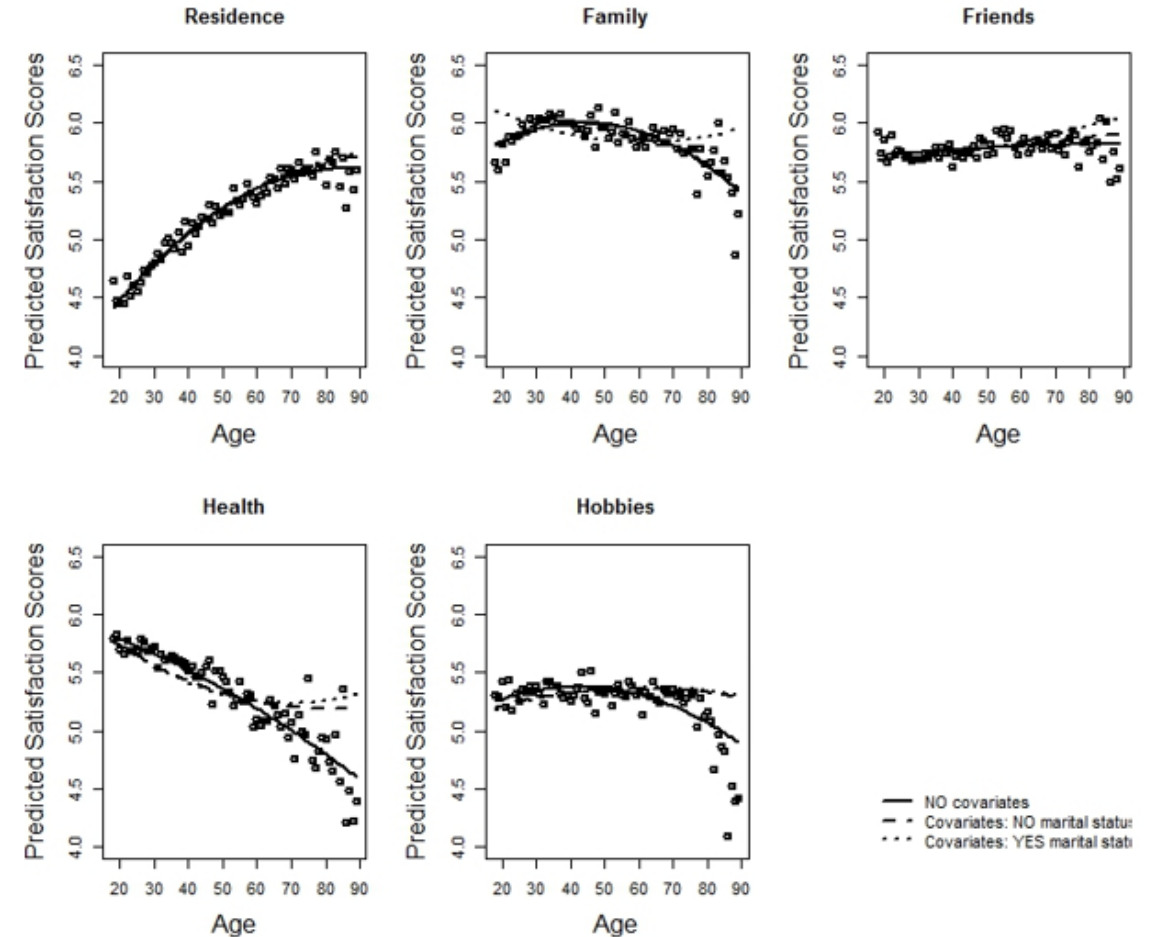 Residence
Predicted Satisfaction Scores
6.5
6.0
5.5
5.0
4.5
4.0
20 30 40 50 60 70 80 90
Age
Family
Predicted Satisfaction Scores
6.5
6.0
5.5
5.0
4.5
4.0
20 30 40 50 60 70 80 90
Age
Friends
Predicted Satisfaction Scores
6.5
6.0
5.5
5.0
4.5
4.0
20 30 40 50 60 70 80 90
Age
Health
Predicted Satisfaction Scores
6.5
6.0
5.5
5.0
4.5
4.0
20 30 40 50 60 70 80 90
Age
Hobbies
Predicted Satisfaction Scores
6.5
6.0
5.5
5.0
4.5
4.0
20 30 40 50 60 70 80 90
Age
NO covariates
Covariates: NO marital status
Covariates: YES marital